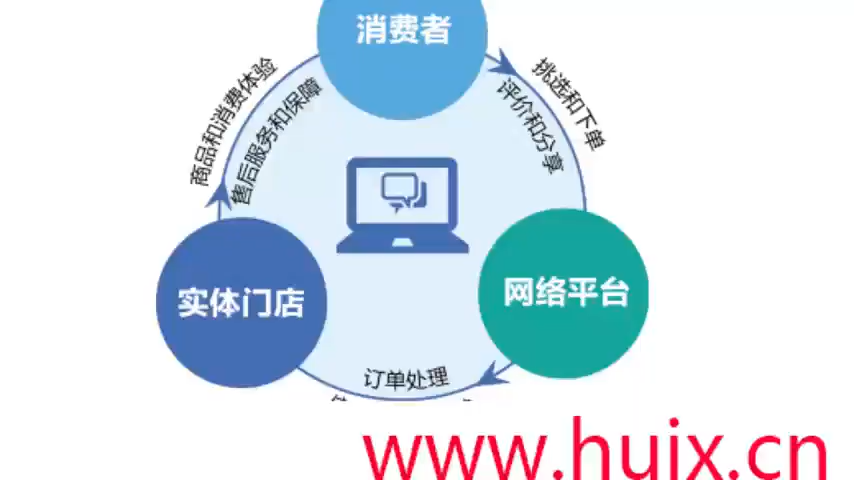 消费者
商品和消费体验
售后服务和保障
挑选和下单
评价和分享
实体门店
网络平台
订单处理
www.huix.cn